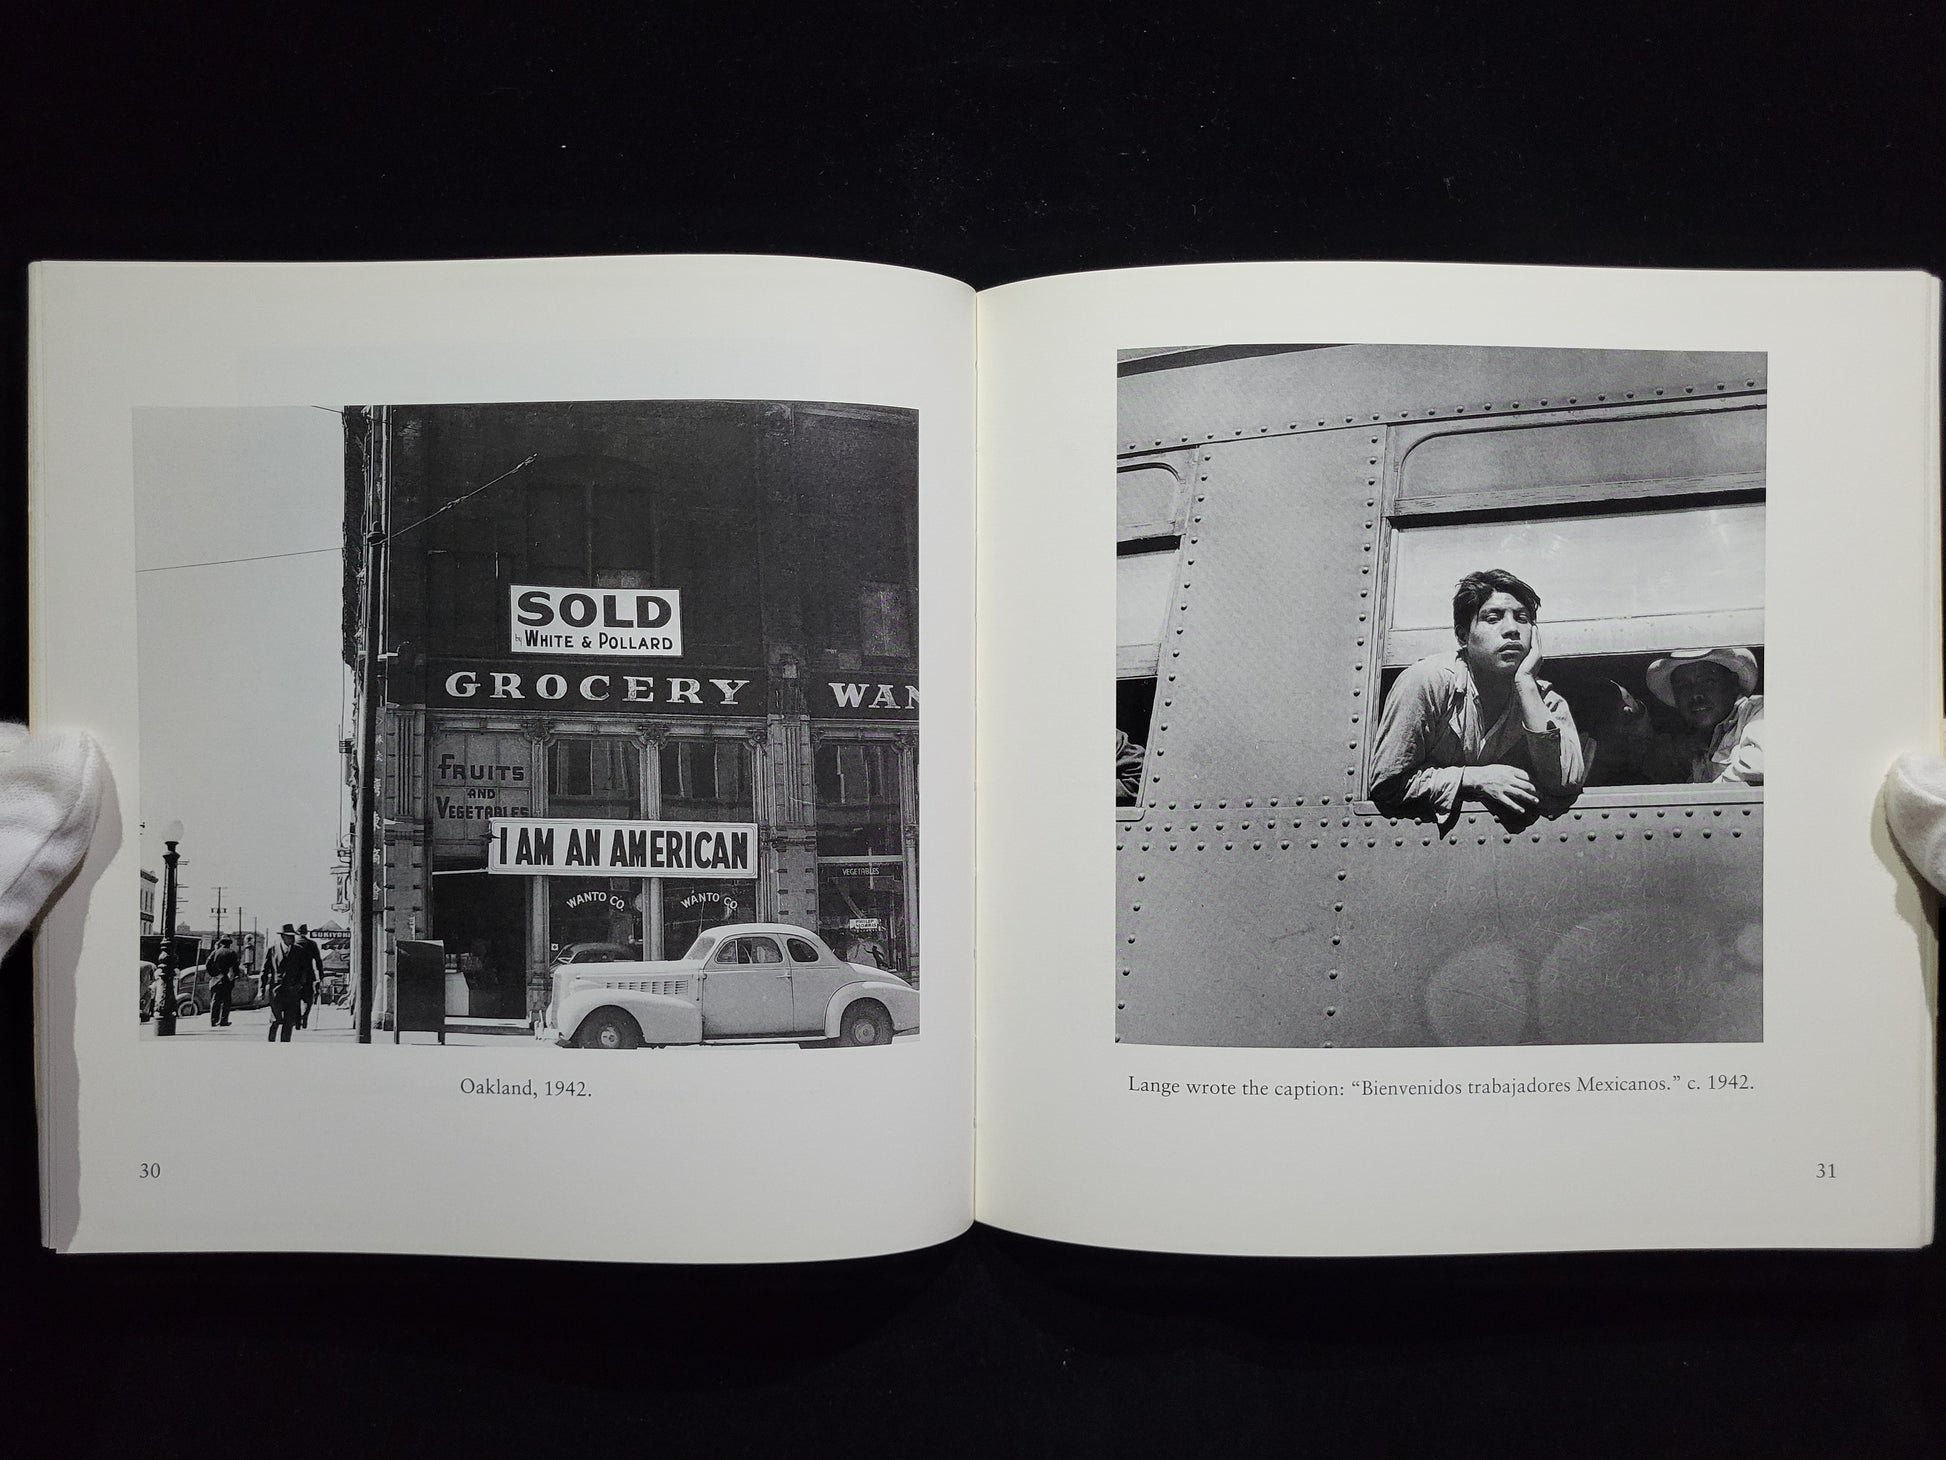 SOLD
by WHITE & POLLARD
GROCERY
WAN
FRUITS
AND
VEGETABLES
I AM AN AMERICAN
WANTO CO.
WANTO CO.
VEGETABLES
Oakland, 1942.
30
Lange wrote the caption: “Bienvenidos trabajadores Mexicanos.” c. 1942.
31